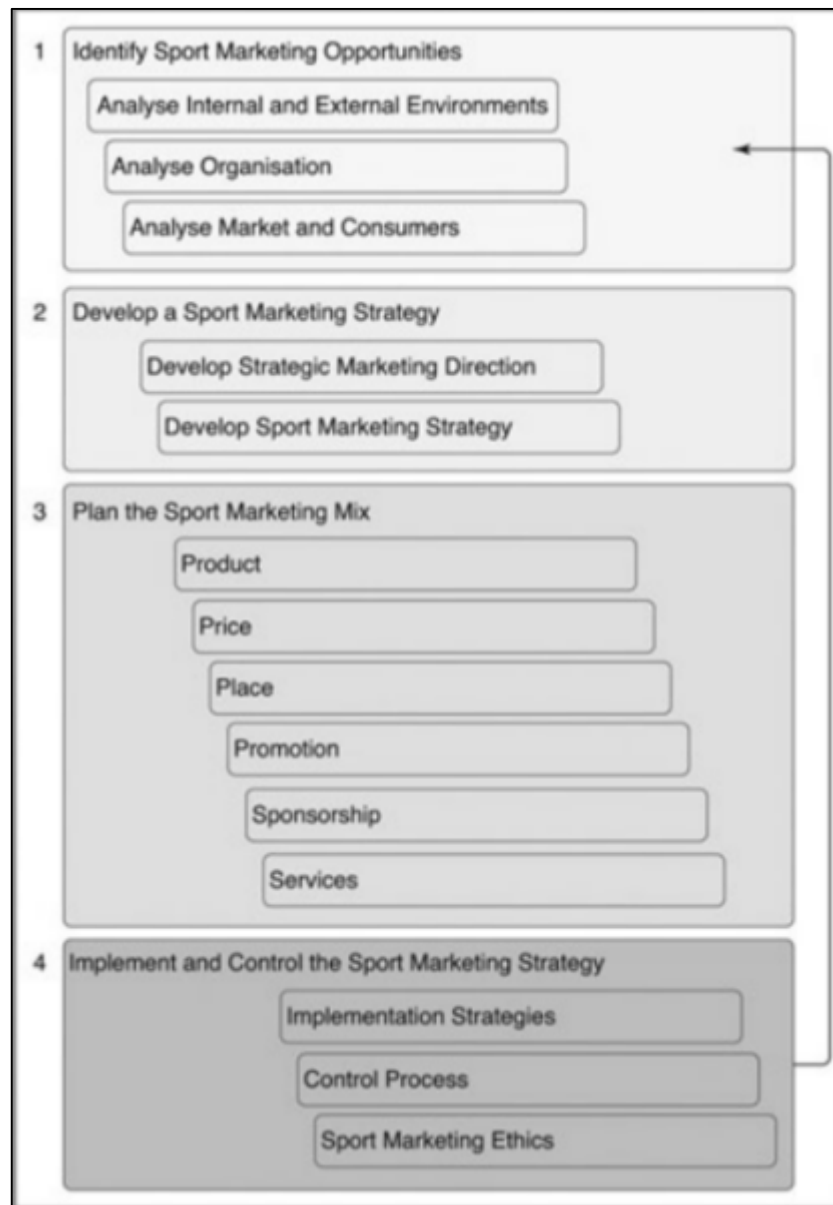 1 Identify Sport Marketing Opportunities
Analyse Internal and External Environments
Analyse Organisation
Analyse Market and Consumers
2 Develop a Sport Marketing Strategy
Develop Strategic Marketing Direction
Develop Sport Marketing Strategy
3 Plan the Sport Marketing Mix
Product
Price
Place
Promotion
Sponsorship
Services
4 Implement and Control the Sport Marketing Strategy
Implementation Strategies
Control Process
Sport Marketing Ethics